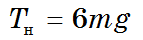 Tн = 6mg